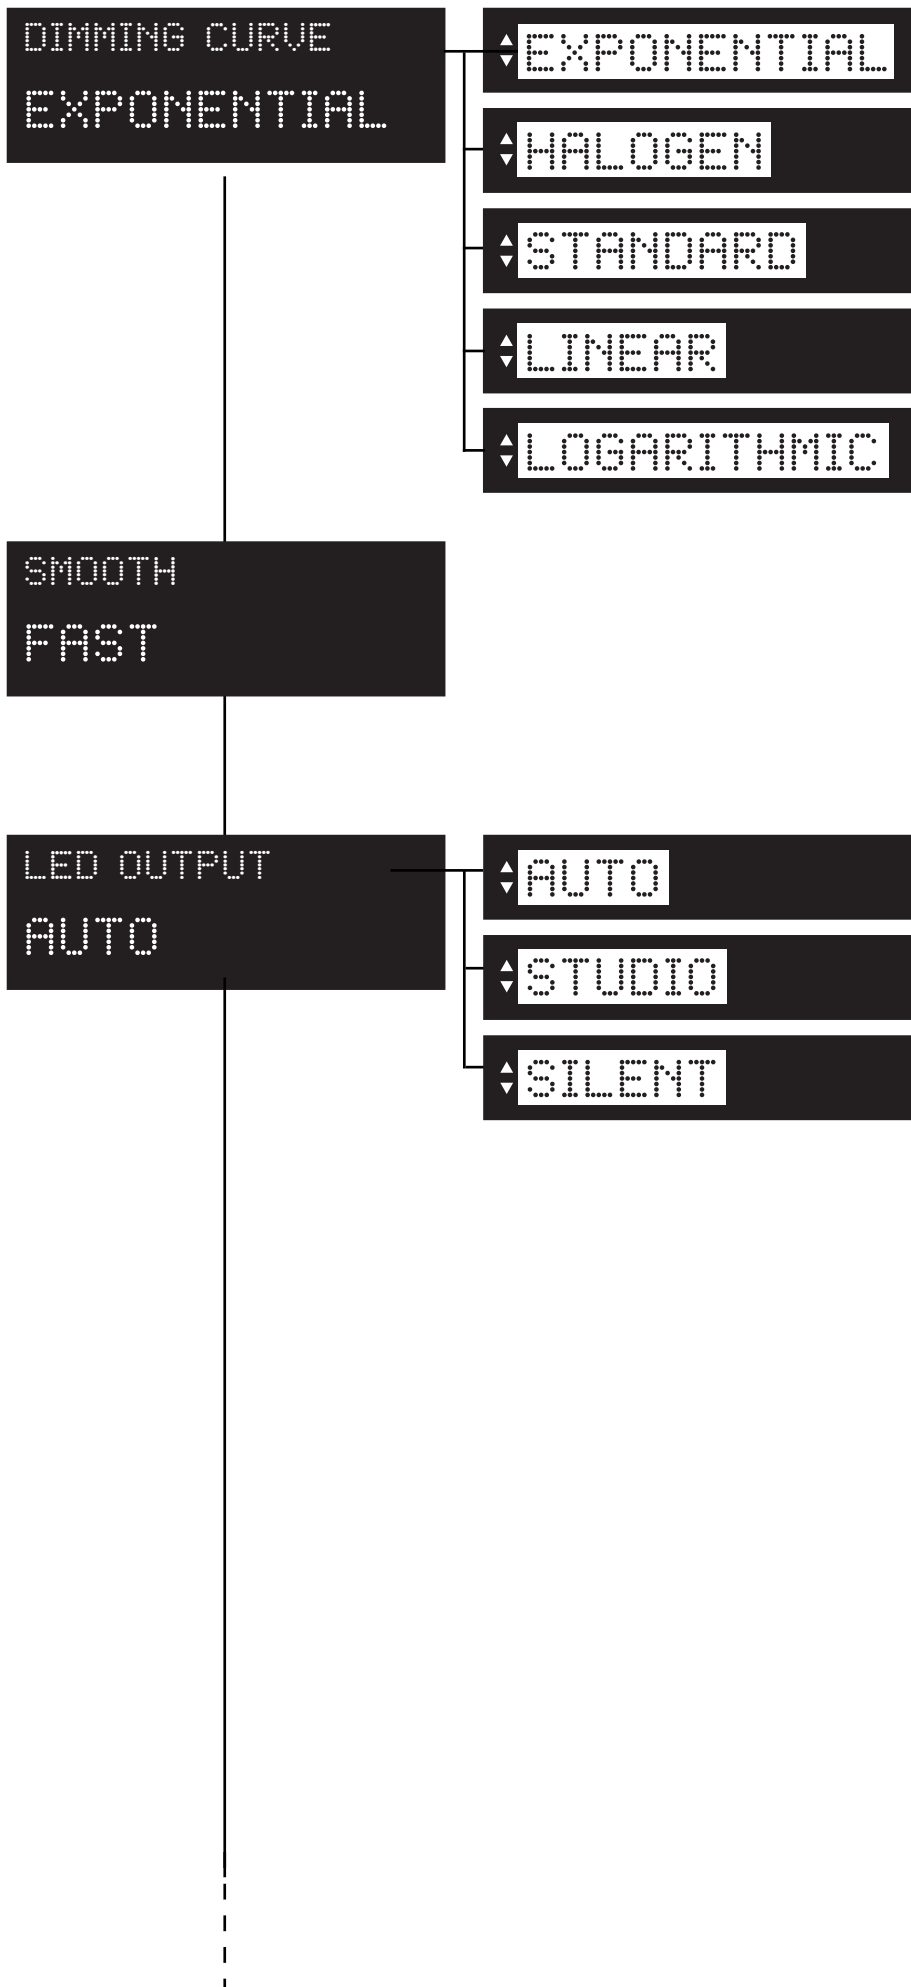 DIMMING CURVE
EXPONENTIAL
EXPONENTIAL
HALOGEN
STANDARD
LINEAR
LOGARITHMIC
SMOOTH
FAST
LED OUTPUT
AUTO
AUTO
STUDIO
SILENT